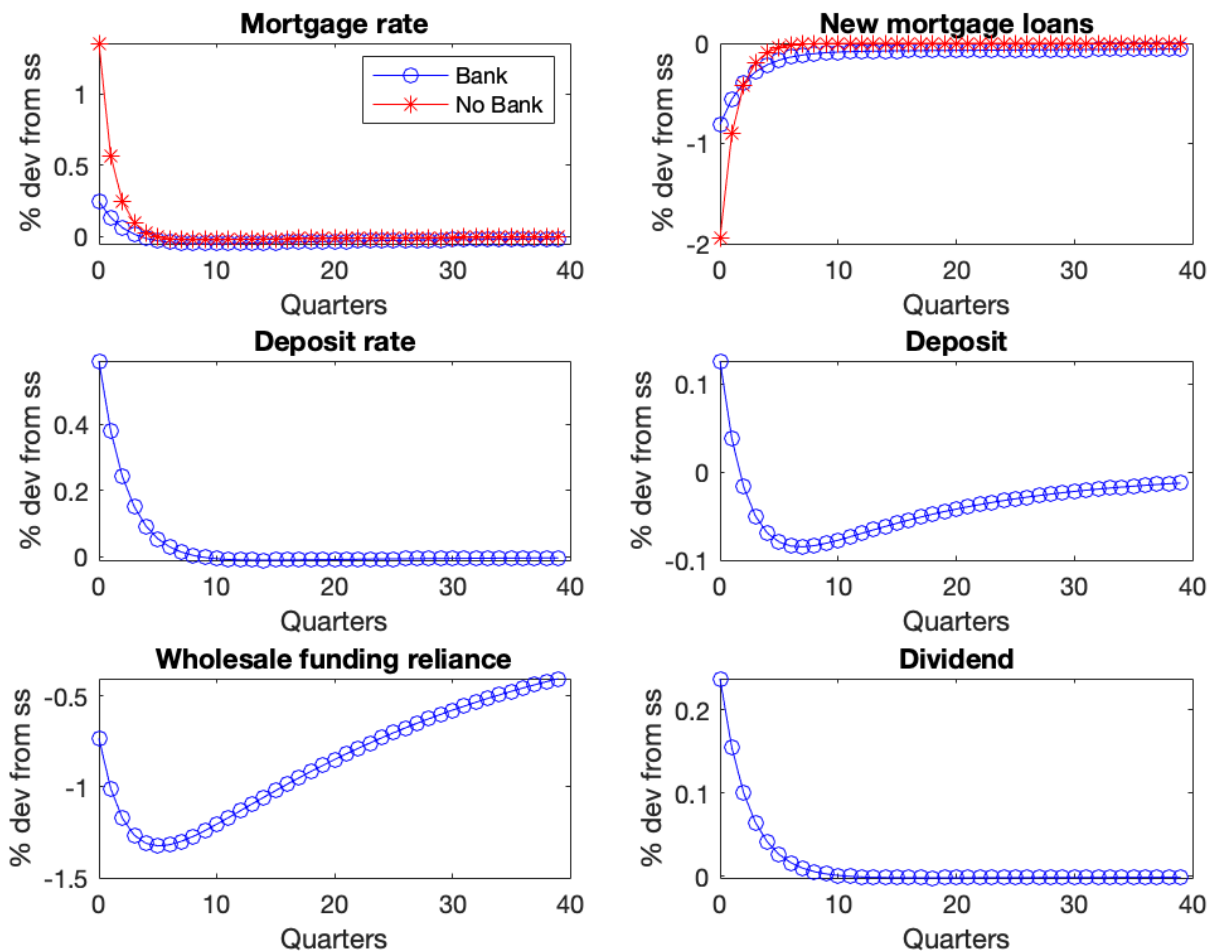 Mortgage rate
% dev from ss
1
0.5
0
0 10 20 30 40
Quarters
Bank
No Bank
New mortgage loans
% dev from ss
0
-1
-2
0 10 20 30 40
Quarters
Deposit rate
% dev from ss
0.4
0.2
0
0 10 20 30 40
Quarters
Deposit
% dev from ss
0.1
0
-0.1
0 10 20 30 40
Quarters
Wholesale funding reliance
% dev from ss
-0.5
-1
-1.5
0 10 20 30 40
Quarters
Dividend
% dev from ss
0.2
0.1
0
0 10 20 30 40
Quarters